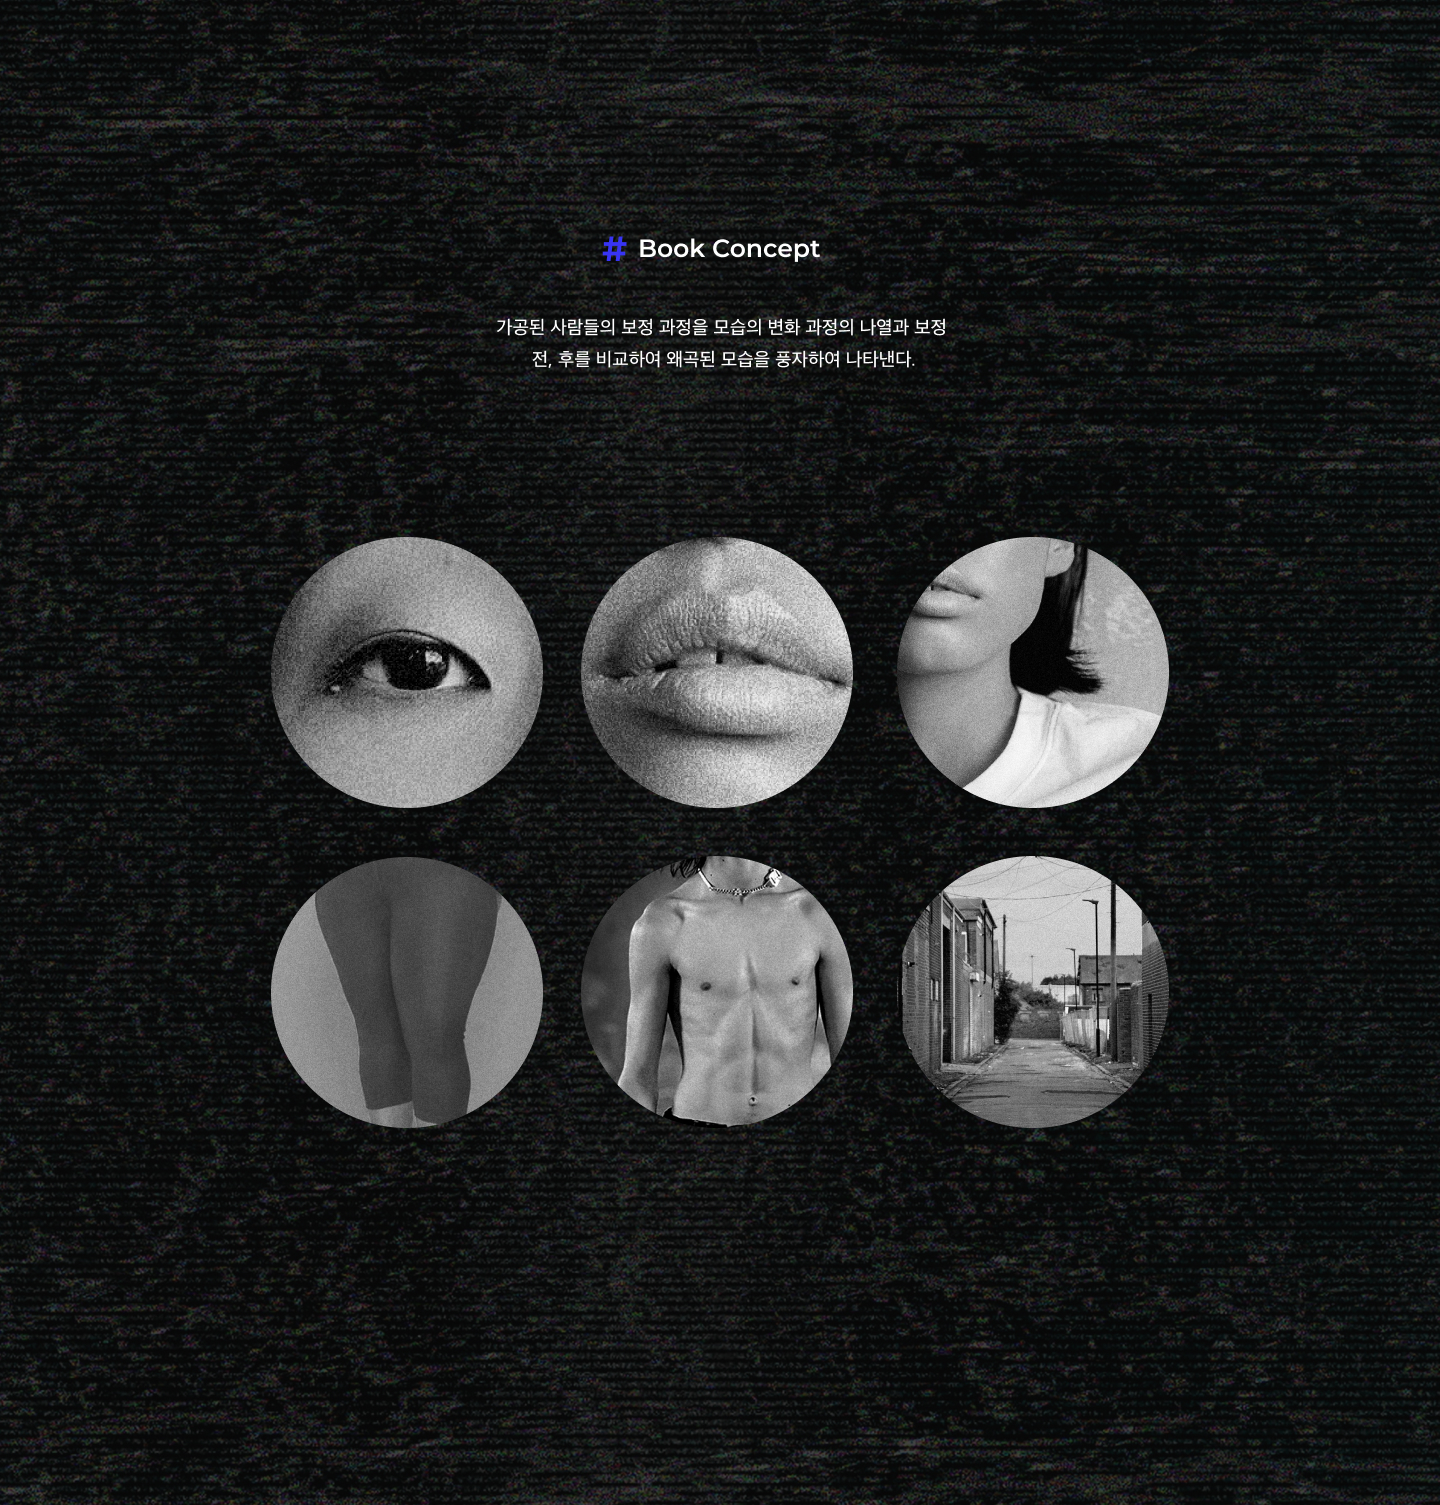 # Book Concept
가공된 사람들의 보정 과정을 모습의 변화 과정의 나열과 보정
전, 후를 비교하여 왜곡된 모습을 풍자하여 나타낸다.